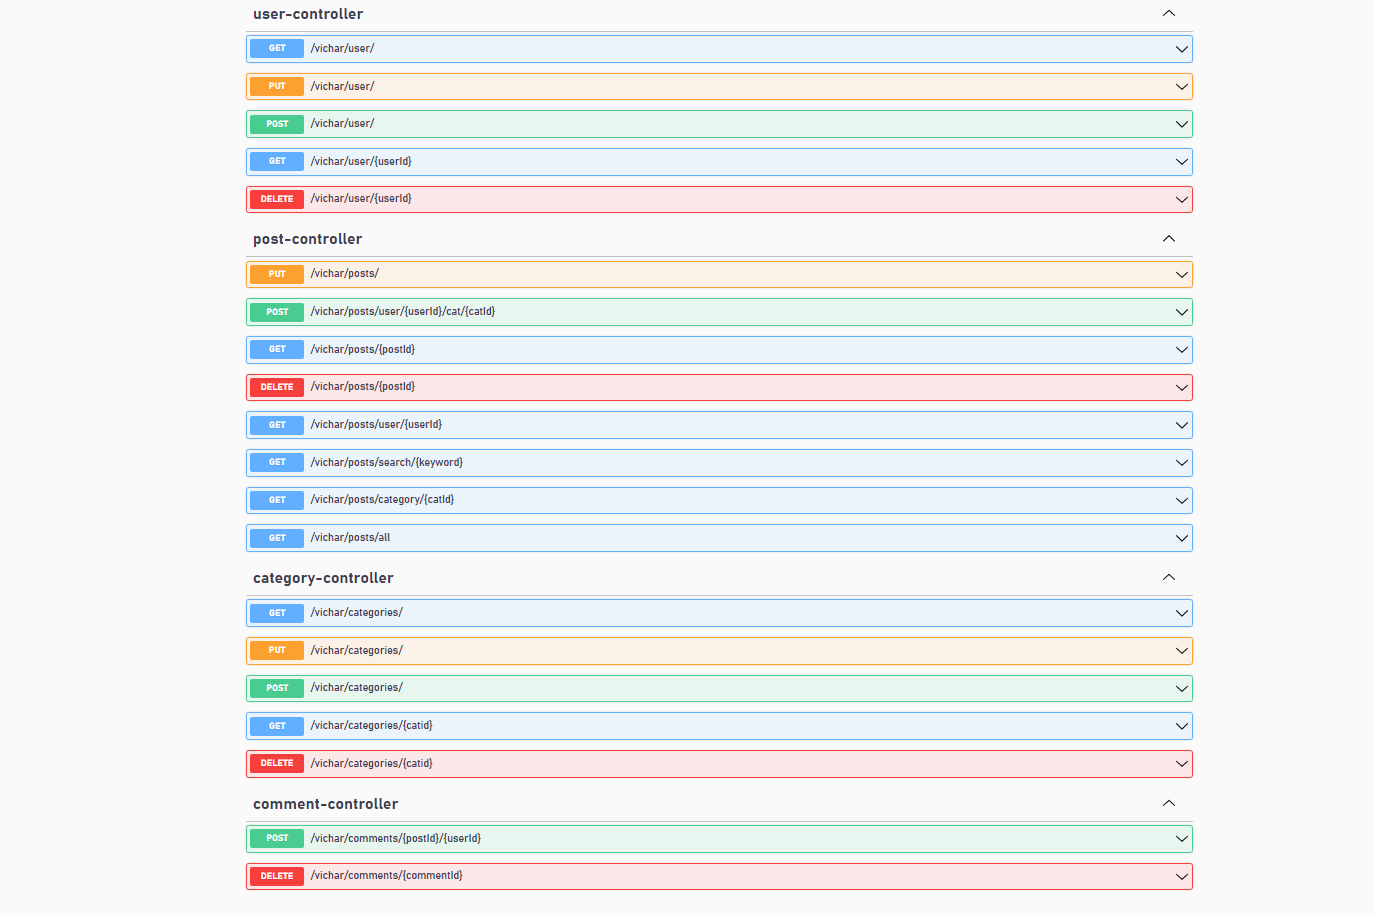 user-controller
GET /vichar/user/
PUT /vichar/user/
POST /vichar/user/
GET /vichar/user/{userId}
DELETE /vichar/user/{userId}
post-controller
PUT /vichar/posts/
POST /vichar/posts/user/{userId}/cat/{catId}
GET /vichar/posts/{postId}
DELETE /vichar/posts/{postId}
GET /vichar/posts/user/{userId}
GET /vichar/posts/search/{keyword}
GET /vichar/posts/category/{catId}
GET /vichar/posts/all
category-controller
GET /vichar/categories/
PUT /vichar/categories/
POST /vichar/categories/
GET /vichar/categories/{catid}
DELETE /vichar/categories/{catid}
comment-controller
POST /vichar/comments/{postId}/{userId}
DELETE /vichar/comments/{commentId}